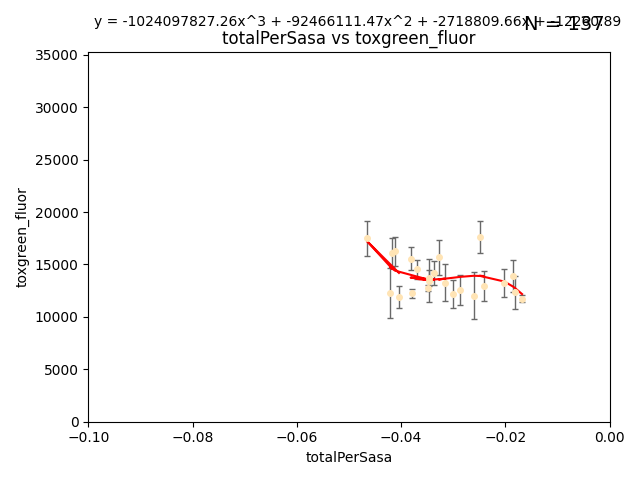 y = -1024097827.26x^3 + -92466111.47x^2 + -2718809.66x +
N = 137
totalPerSasa vs toxgreen_fluor
35000
30000
25000
20000
15000
10000
5000
0
toxgreen_fluor
−0.10
−0.08
−0.06
−0.04
−0.02
0.00
totalPerSasa